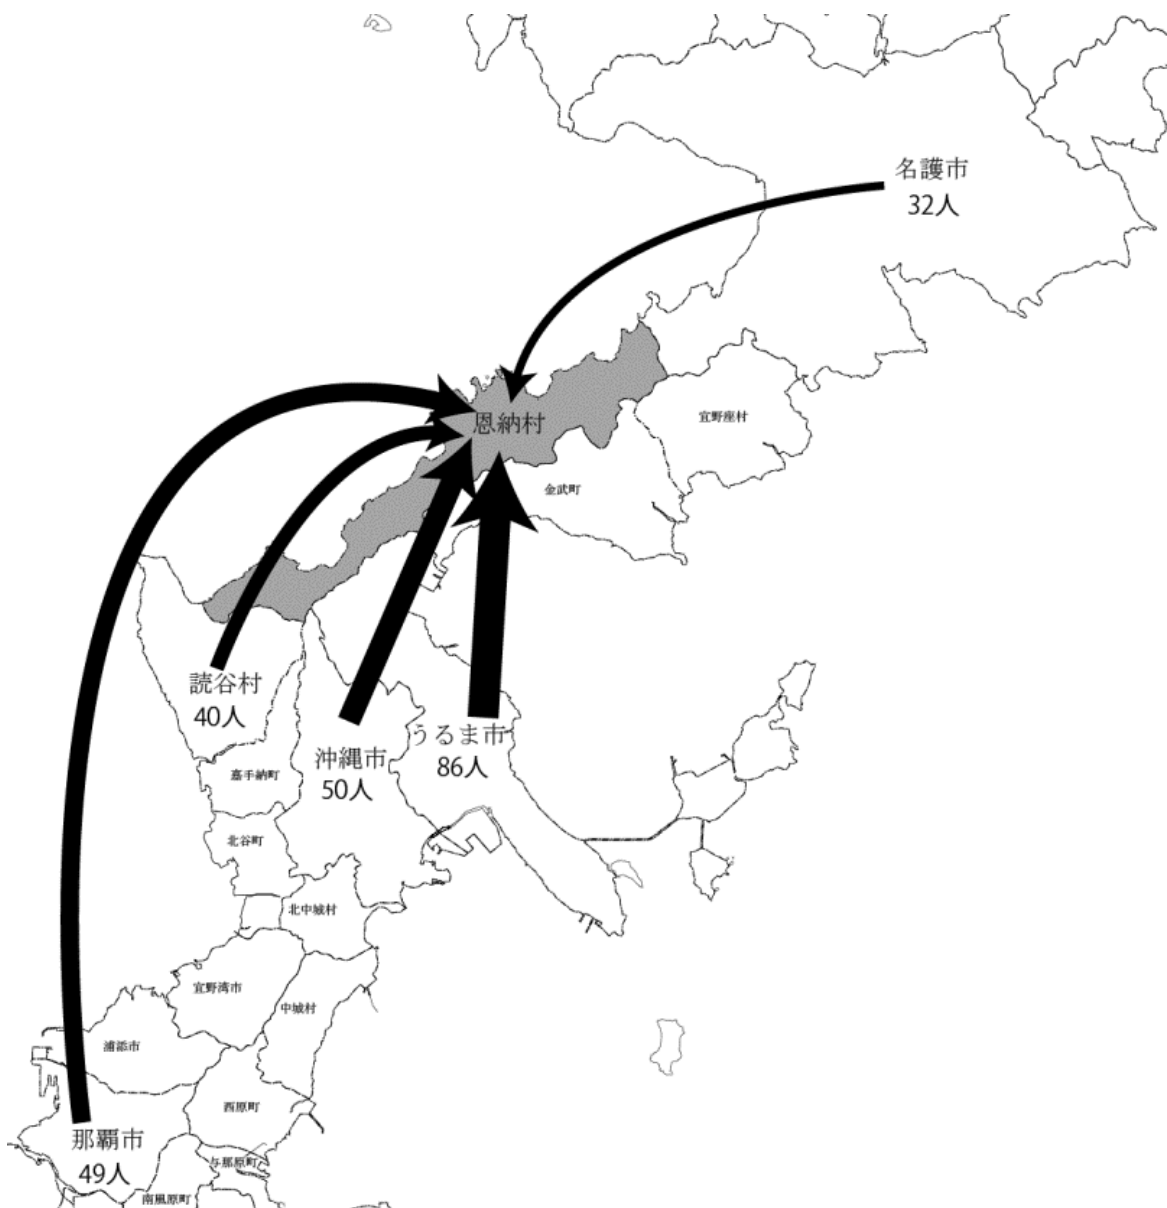 名護市
32人
恩納村
宜野座村
金武町
読谷村
40人
うるま市
86人
沖縄市
50人
嘉手納町
北谷町
北中城村
宜野湾市
中城村
浦添市
西原町
那覇市
49人
与那原町
南風原町